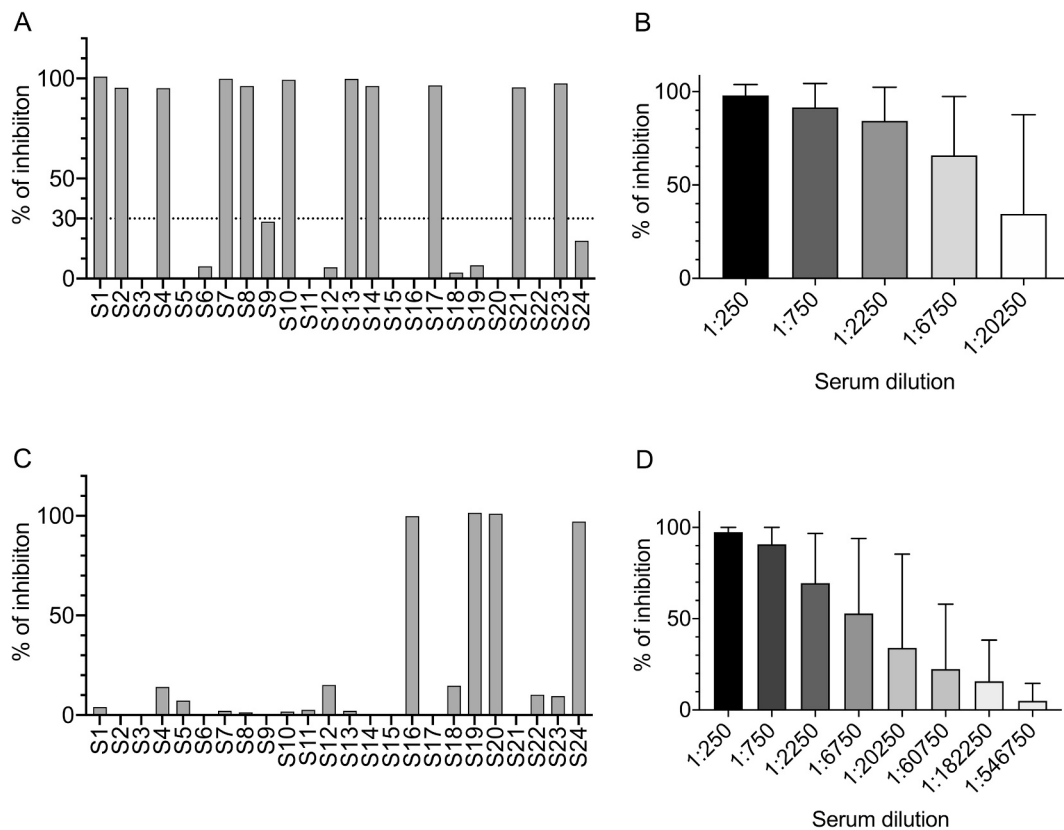 A
% of inhibiiton
100
50
30
0
S1
S2
S3
S4
S5
S6
S7
S8
S9
S10
S11
S12
S13
S14
S15
S16
S17
S18
S19
S20
S21
S22
S23
S24
B
% of inhibition
100
50
0
1:250
1:750
1:2250
1:6750
1:20250
Serum dilution
C
% of inhibiiton
100
50
0
S1
S2
S3
S4
S5
S6
S7
S8
S9
S10
S11
S12
S13
S14
S15
S16
S17
S18
S19
S20
S21
S22
S23
S24
D
% of inhibition
100
50
0
1:250
1:750
1:2250
1:6750
1:20250
1:60750
1:182250
1:546750
Serum dilution